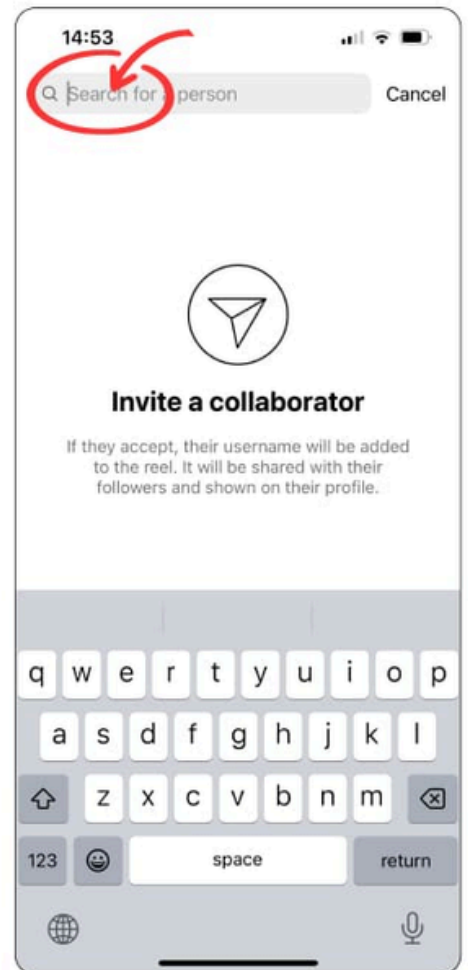 14:53
Search for a person
Cancel
Invite a collaborator
If they accept, their username will be added
to the reel. It will be shared with their
followers and shown on their profile.
q w e r t y u i o p
a s d f g h j k l
z x c v b n m
123 space return